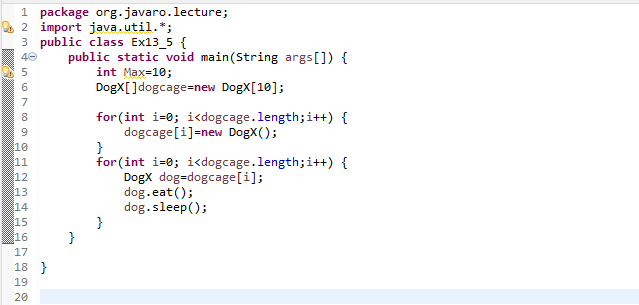 1 package org.javaro.lecture;
2 import java.util.*;
3 public class Ex13_5 {
4 public static void main(String args[]) {
5 int Max=10;
6 DogX[]dogcage=new DogX[10];
7
8 for(int i=0; i<dogcage.length;i++) {
9 dogcage[i]=new DogX();
10 }
11 for(int i=0; i<dogcage.length;i++) {
12 DogX dog=dogcage[i];
13 dog.eat();
14 dog.sleep();
15 }
16 }
17
18 }
19
20